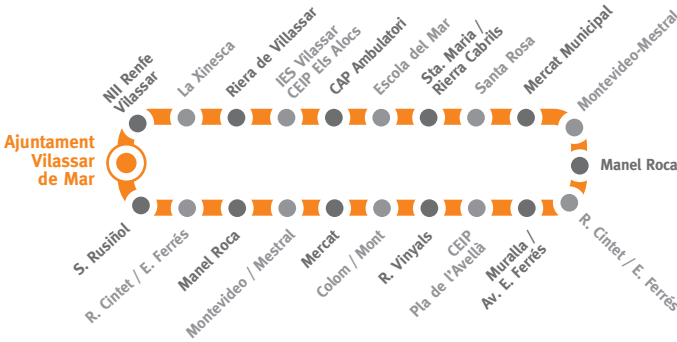 NII Renfe
Vilassar
La Xinesca
Riera de Villassar
IES Vilassar
CEIP Els Alocs
CAP Ambulatori
Escola del Mar
Sta. Maria /
Rierra Cabrils
Santa Rosa
Mercat Municipal
Montevideo-Mestral
Ajuntament
Vilassar
de Mar
Manel Roca
S. Rusiñol
R. Cintet / E. Ferrés
Manel Roca
Montevideo / Mestral
Mercat
Colom / Mont
R. Vinyals
CEIP
Pla de l'Avellà
Muralla /
Av. E. Ferrés
R. Cintet / E. Ferrés